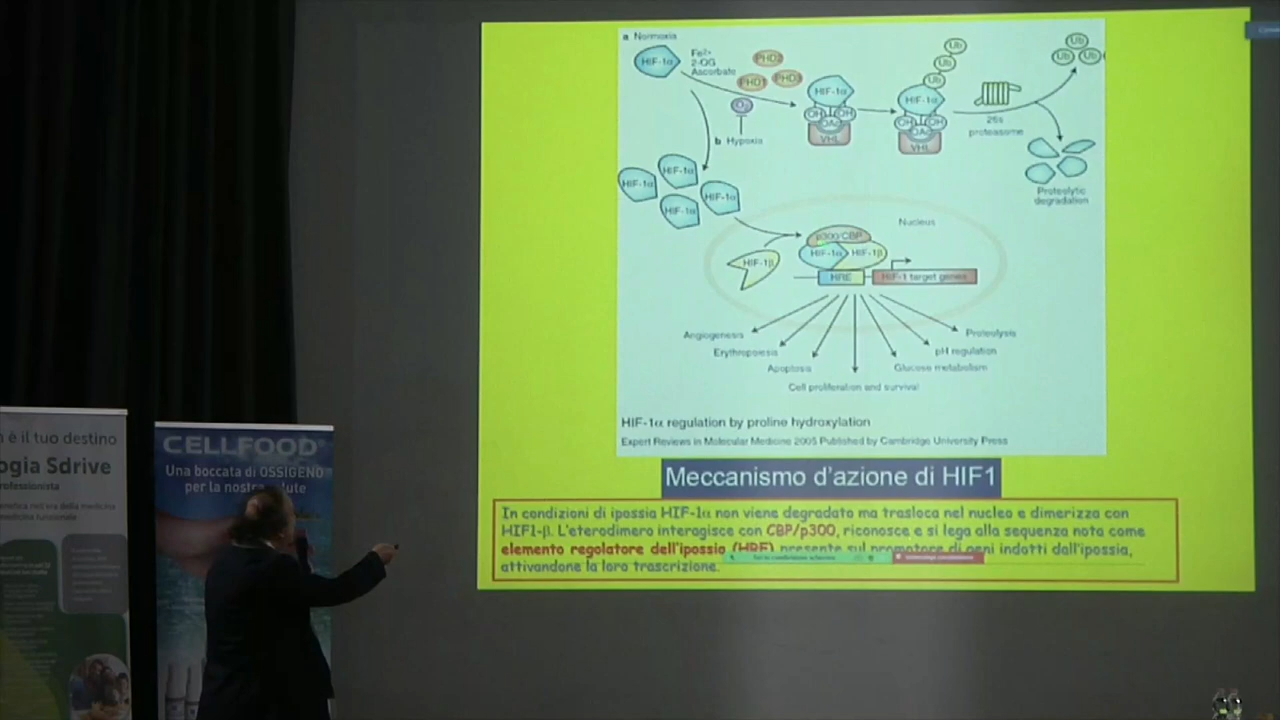 a Normoxia
HIF-1α
Fe²⁺
2-OG
Ascorbate
PHD2
PHD1
PHD3
O₂
b Hypoxia
HIF-1α
OH
OH
OAc
VHL
Ub
Ub
Ub
HIF-1α
OH
OH
OAc
VHL
26s
proteasome
Ub
Ub
Ub
Proteolytic
degradation
HIF-1α
HIF-1α
HIF-1α
HIF-1α
Nucleus
p300/CBP
HIF-1β
HIF-1α
HIF-1β
HRE
HIF-1 target genes
Angiogenesis
Erythropoiesis
Apoptosis
Cell proliferation and survival
Glucose metabolism
pH regulation
Proteolysis
HIF-1α regulation by proline hydroxylation
Expert Reviews in Molecular Medicine 2005 Published by Cambridge University Press
Meccanismo d'azione di HIF1
In condizioni di ipossia HIF-1α non viene degradato ma trasloca nel nucleo e dimerizza con
HIF1-β. L'eterodimero interagisce con CBP/p300, riconosce e si lega alla sequenza nota come
elemento regolatore dell'ipossia (HRE) presente sul promotore di geni indotti dall'ipossia,
attivandone la loro trascrizione.
è il tuo destino
ogia Sdrive
rofessionista
CELLFOOD
Una boccata di OSSIGENO
per la nostra salute